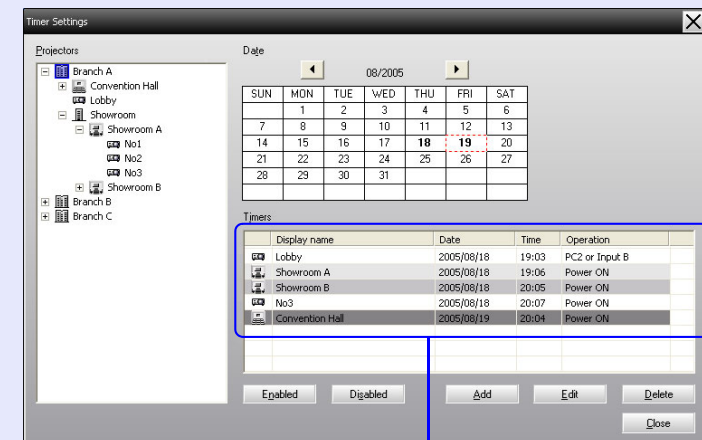 Timer Settings
Projectors
Branch A
Convention Hall
Lobby
Showroom
Showroom A
No1
No2
No3
Showroom B
Branch B
Branch C
Date
08/2005
SUN MON TUE WED THU FRI SAT
1 2 3 4 5 6
7 8 9 10 11 12 13
14 15 16 17 18 19 20
21 22 23 24 25 26 27
28 29 30 31
Timers
Display name Date Time Operation
Lobby 2005/08/18 19:03 PC2 or Input B
Showroom A 2005/08/18 19:06 Power ON
Showroom B 2005/08/18 20:05 Power ON
No3 2005/08/18 20:07 Power ON
Convention Hall 2005/08/19 20:04 Power ON
Enabled Disabled Add Edit Delete
Close